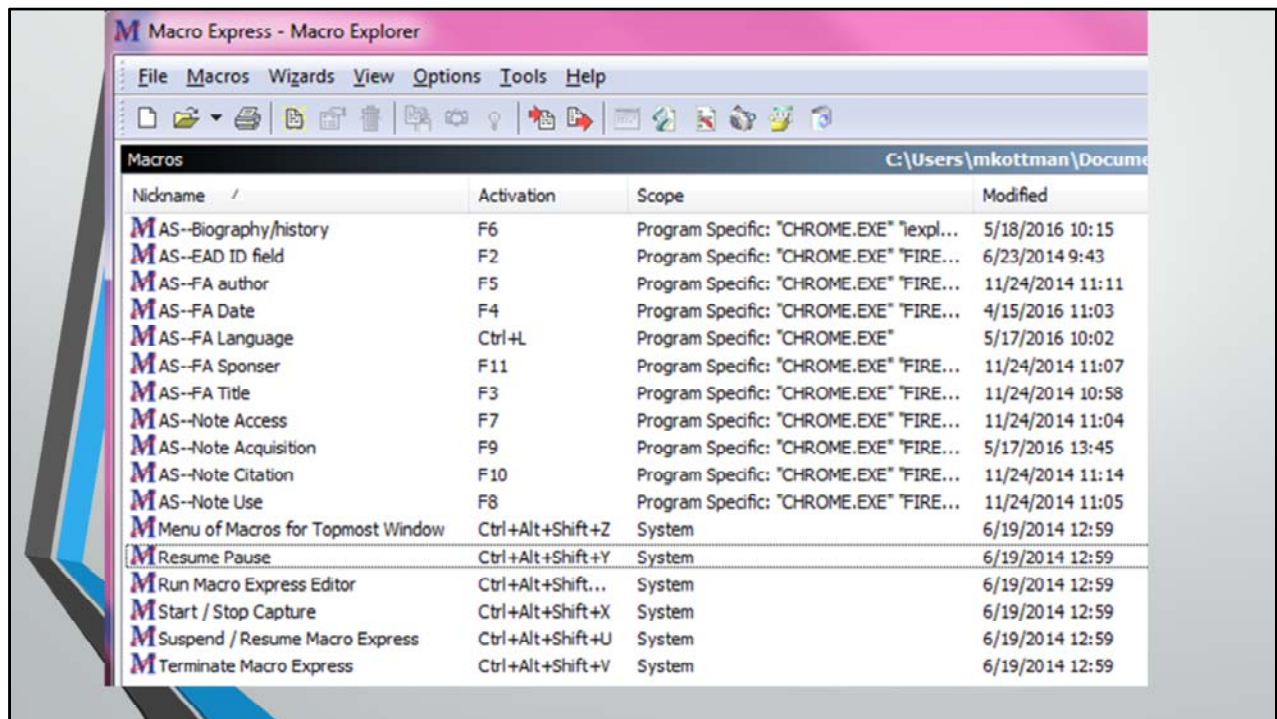 Macro Express - Macro Explorer
File Macros Wizards View Options Tools Help
Macros C:\Users\mkottman\Docume
Nickname / Activation Scope Modified
AS--Biography/history F6 Program Specific: "CHROME.EXE" "iexpl... 5/18/2016 10:15
AS--EAD ID field F2 Program Specific: "CHROME.EXE" "FIRE... 6/23/2014 9:43
AS--FA author F5 Program Specific: "CHROME.EXE" "FIRE... 11/24/2014 11:11
AS--FA Date F4 Program Specific: "CHROME.EXE" "FIRE... 4/15/2016 11:03
AS--FA Language Ctrl+L Program Specific: "CHROME.EXE" 5/17/2016 10:02
AS--FA Sponser F11 Program Specific: "CHROME.EXE" "FIRE... 11/24/2014 11:07
AS--FA Title F3 Program Specific: "CHROME.EXE" "FIRE... 11/24/2014 10:58
AS--Note Access F7 Program Specific: "CHROME.EXE" "FIRE... 11/24/2014 11:04
AS--Note Acquisition F9 Program Specific: "CHROME.EXE" "FIRE... 5/17/2016 13:45
AS--Note Citation F10 Program Specific: "CHROME.EXE" "FIRE... 11/24/2014 11:14
AS--Note Use F8 Program Specific: "CHROME.EXE" "FIRE... 11/24/2014 11:05
Menu of Macros for Topmost Window Ctrl+Alt+Shift+Z System 6/19/2014 12:59
Resume Pause Ctrl+Alt+Shift+Y System 6/19/2014 12:59
Run Macro Express Editor Ctrl+Alt+Shift... System 6/19/2014 12:59
Start / Stop Capture Ctrl+Alt+Shift+X System 6/19/2014 12:59
Suspend / Resume Macro Express Ctrl+Alt+Shift+U System 6/19/2014 12:59
Terminate Macro Express Ctrl+Alt+Shift+V System 6/19/2014 12:59